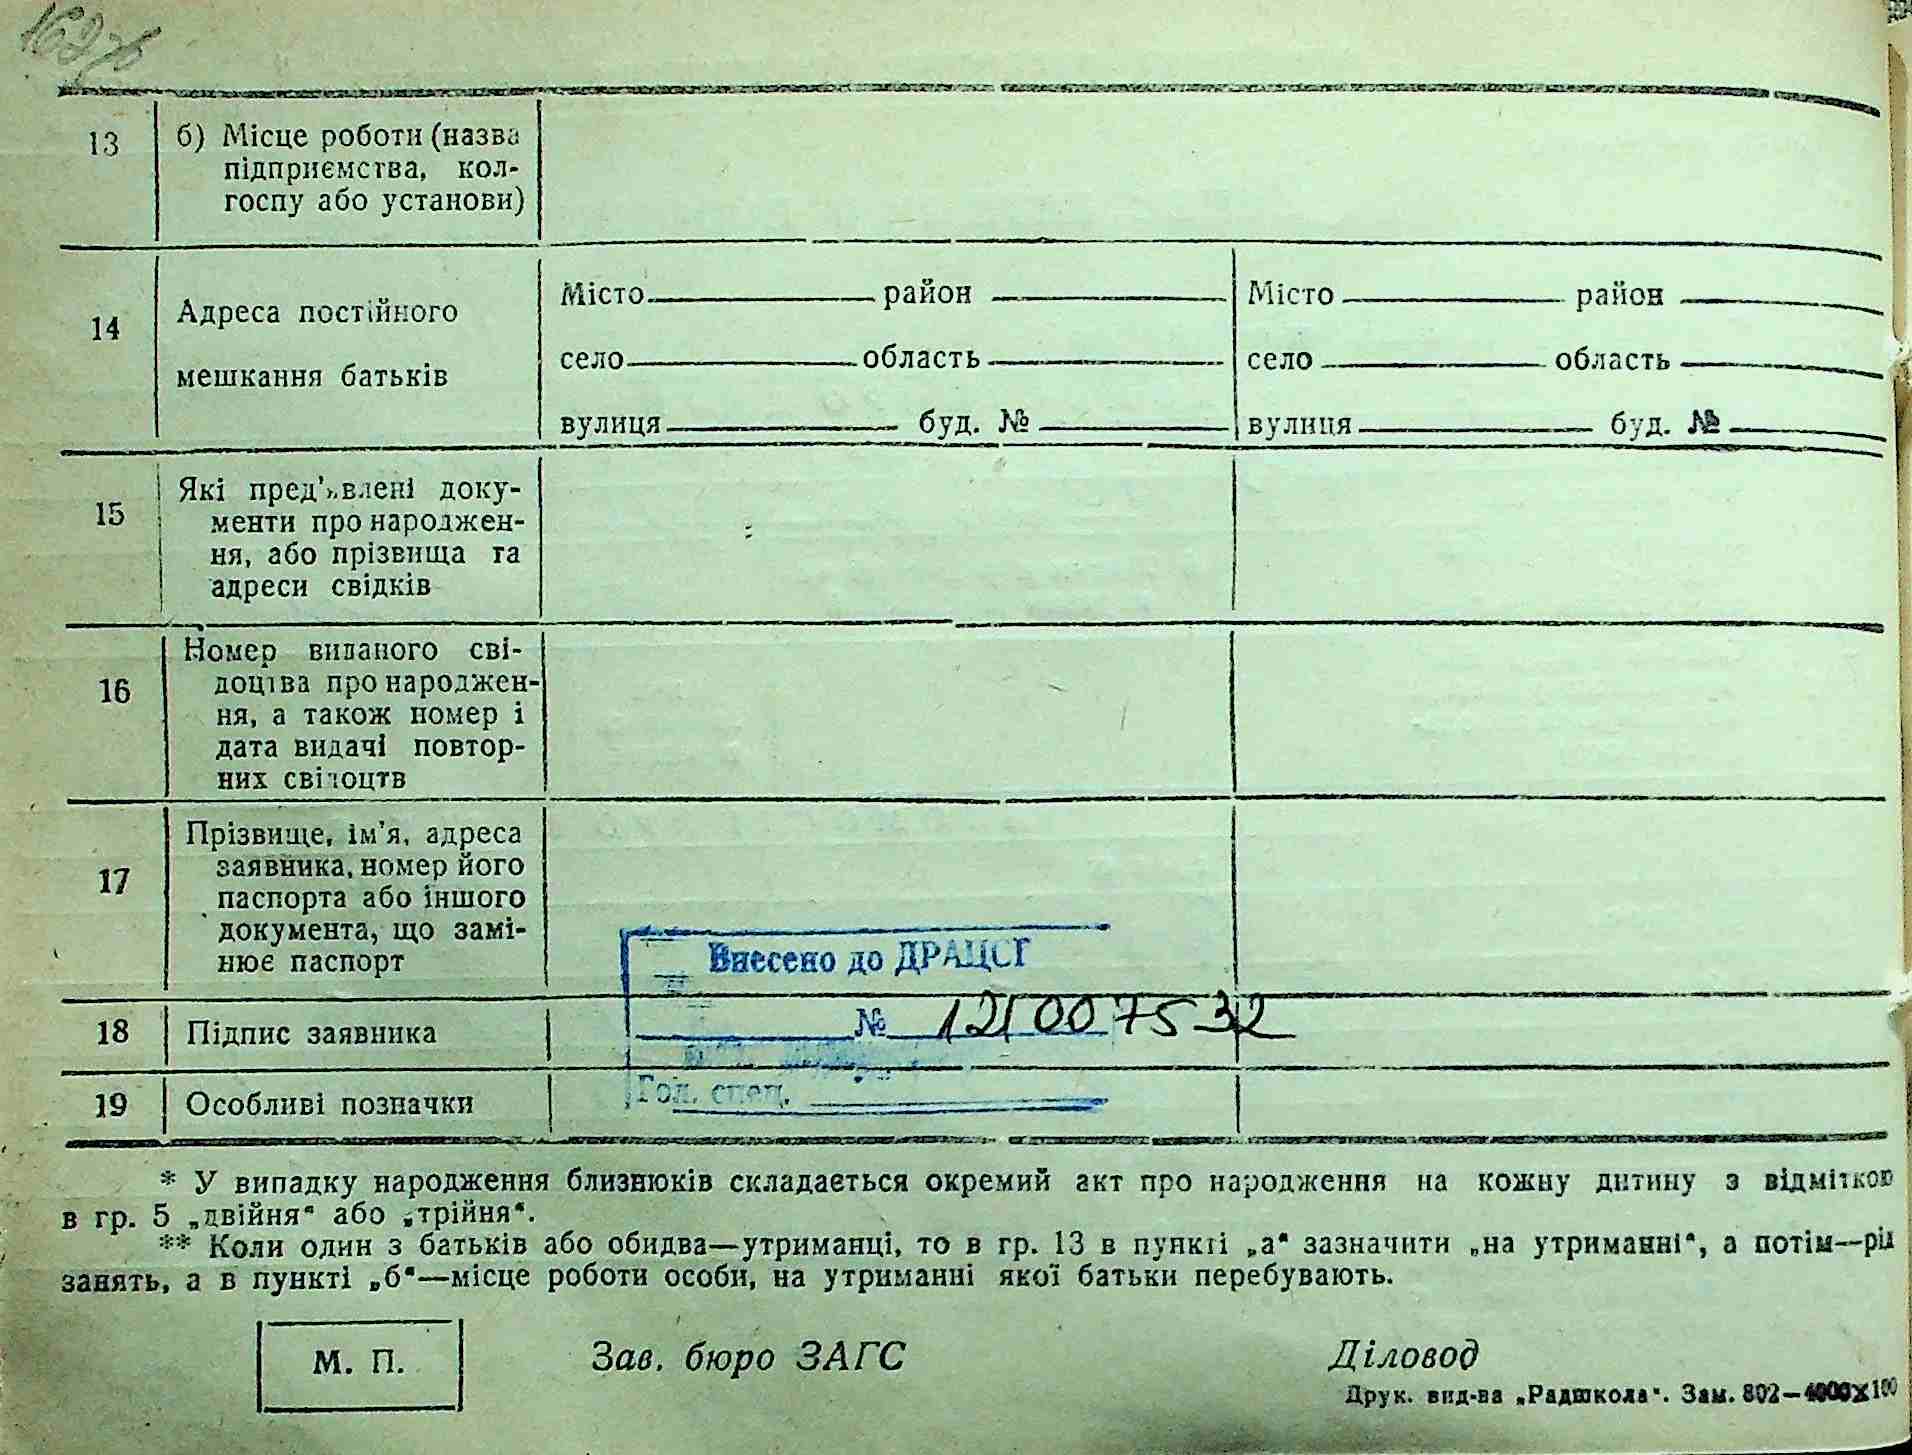 13
б) Місце роботи (назва
підприємства, кол-
госпу або установи)
14
Адреса постійного
мешкання батьків
Місто район
село область
вулиця буд. №
Місто район
село область
вулиця буд. №
15
Які пред'явлені доку-
менти про народжен-
ня, або прізвища та
адреси свідків
16
Номер виданого сві-
доцтва про народжен-
ня, а також номер і
дата видачі повтор-
них свідоцтв
17
Прізвище, ім'я, адреса
заявника, номер його
паспорта або іншого
документа, що замі-
нює паспорт
Внесено до ДРАЦСГ
№ 121007532
Гол. спец.
18
Підпис заявника
19
Особливі позначки
* У випадку народження близнюків складається окремий акт про народження на кожну дитину з відміткою
в гр. 5 „двійня“ або „трійня“.
** Коли один з батьків або обидва—утриманці, то в гр. 13 в пункті „а“ зазначити „на утриманні“, а потім—рід
занять, а в пункті „б“—місце роботи особи, на утриманні якої батьки перебувають.
М. П.
Зав. бюро ЗАГС
Діловод
Друк. вид-ва „Радшкола“. Зам. 802—4000X100